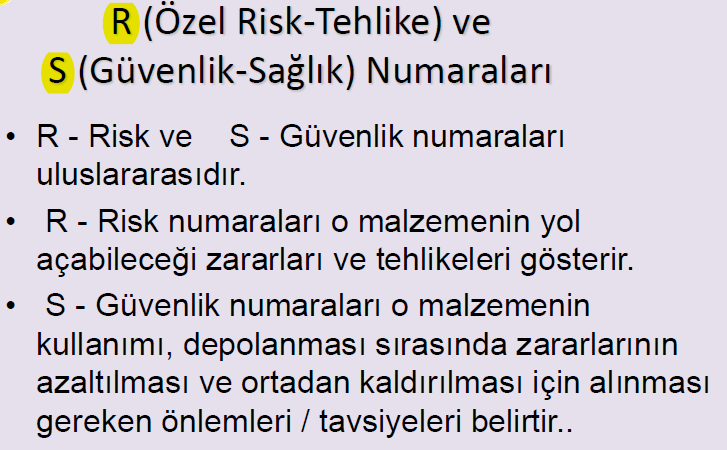 R (Özel Risk-Tehlike) ve
S (Güvenlik-Sağlık) Numaraları
• R - Risk ve S - Güvenlik numaraları
uluslararasıdır.
• R - Risk numaraları o malzemenin yol
açabileceği zararları ve tehlikeleri gösterir.
• S - Güvenlik numaraları o malzemenin
kullanımı, depolanması sırasında zararlarının
azaltılması ve ortadan kaldırılması için alınması
gereken önlemleri / tavsiyeleri belirtir..